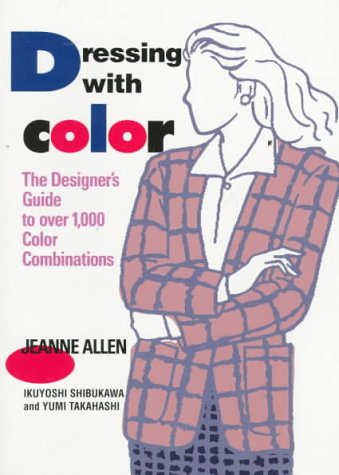 Dressing
with
color
The Designer's
Guide
to over 1,000
Color
Combinations
JEANNE ALLEN
IKUYOSHI SHIBUKAWA
and YUMI TAKAHASHI